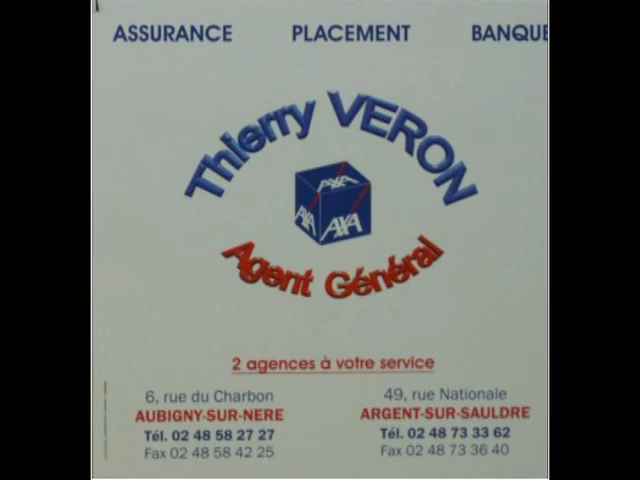 ASSURANCE PLACEMENT BANQUE
Thierry VERON
AXA
AXA AXA
Agent Général
2 agences à votre service
6, rue du Charbon
AUBIGNY-SUR-NERE
Tél. 02 48 58 27 27
Fax 02 48 58 42 25
49, rue Nationale
ARGENT-SUR-SAULDRE
Tél. 02 48 73 33 62
Fax 02 48 73 36 40